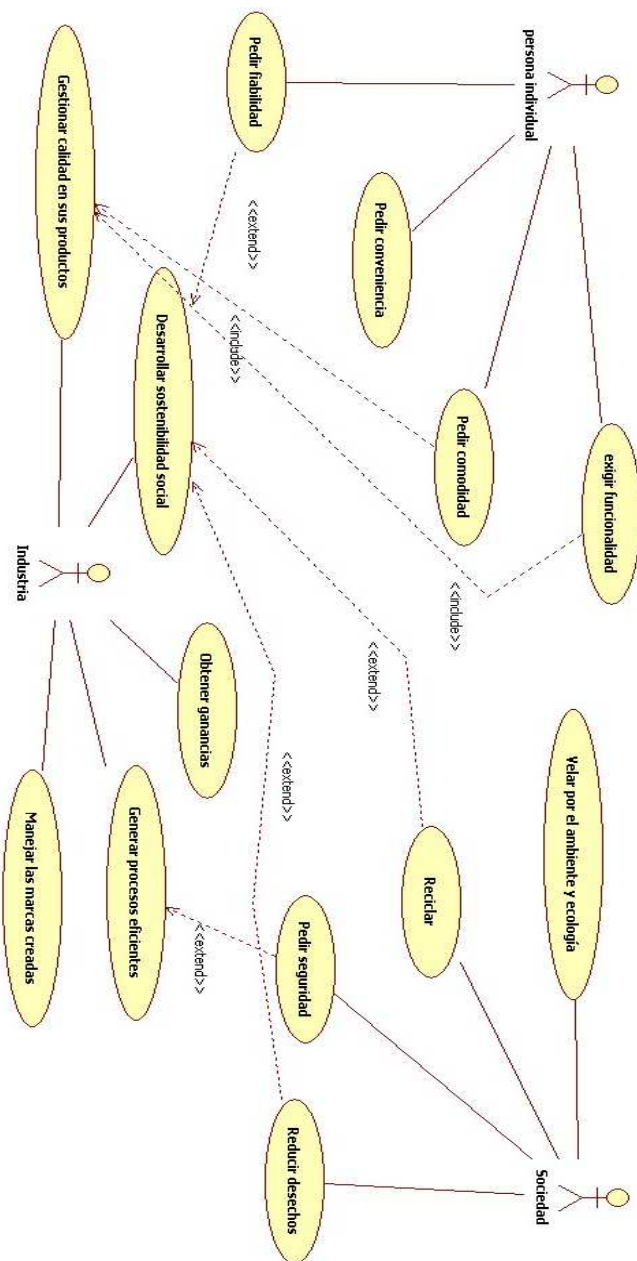 persona individual
exigir funcionalidad
Pedir comodidad
Pedir conveniencia
Pedir fiabilidad
<<extend>>
<<include>>
<<include>>
<<extend>>
<<extend>>
<<extend>>
Velar por el ambiente y ecología
Sociedad
Reciclar
Pedir seguridad
Reducir desechos
Gestionar calidad en sus productos
Desarrollar sostenibilidad social
Industria
Obtener ganancias
Generar procesos eficientes
Manejar las marcas creadas